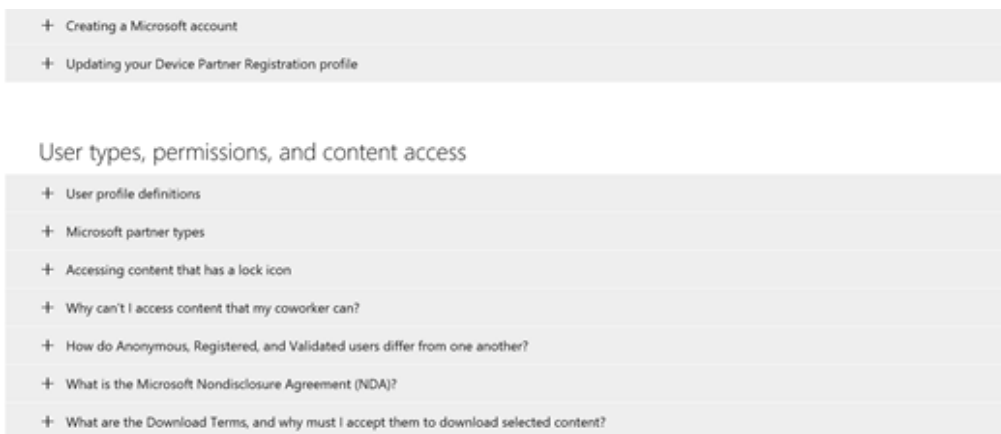 + Creating a Microsoft account
+ Updating your Device Partner Registration profile
User types, permissions, and content access
+ User profile definitions
+ Microsoft partner types
+ Accessing content that has a lock icon
+ Why can't I access content that my coworker can?
+ How do Anonymous, Registered, and Validated users differ from one another?
+ What is the Microsoft Nondisclosure Agreement (NDA)?
+ What are the Download Terms, and why must I accept them to download selected content?